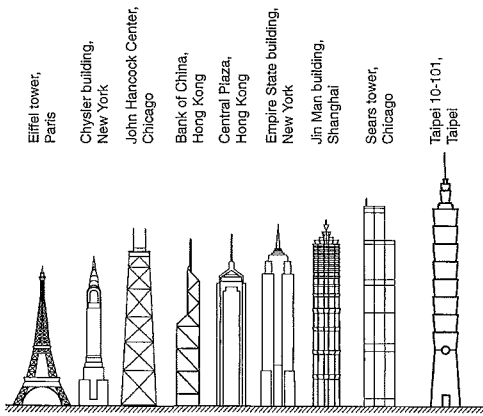 Eiffel tower,
Paris
Chysler building,
New York
John Hancock Center,
Chicago
Bank of China,
Hong Kong
Central Plaza,
Hong Kong
Empire State building,
New York
Jin Man building,
Shanghai
Sears tower,
Chicago
Taipei 10-101,
Taipei